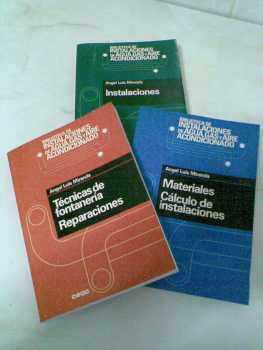 BIBLIOTECA DE
INSTALACIONES
DE AGUA, GAS Y AIRE
ACONDICIONADO
Angel Luis Miranda
Instalaciones
BIBLIOTECA DE
INSTALACIONES
DE AGUA, GAS Y AIRE
ACONDICIONADO
Angel Luis Miranda
Técnicas de
fontanería
Reparaciones
ceac
BIBLIOTECA DE
INSTALACIONES
DE AGUA, GAS Y AIRE
ACONDICIONADO
Angel Luis Miranda
Materiales
Cálculo de
instalaciones